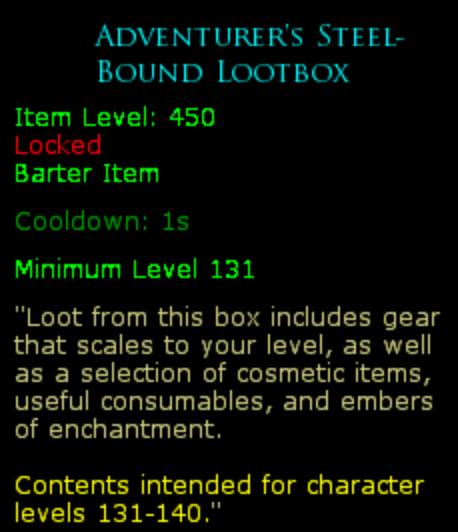 Adventurer's Steel-
Bound Lootbox
Item Level: 450
Locked
Barter Item
Cooldown: 1s
Minimum Level 131
"Loot from this box includes gear
that scales to your level, as well
as a selection of cosmetic items,
useful consumables, and embers
of enchantment.
Contents intended for character
levels 131-140."